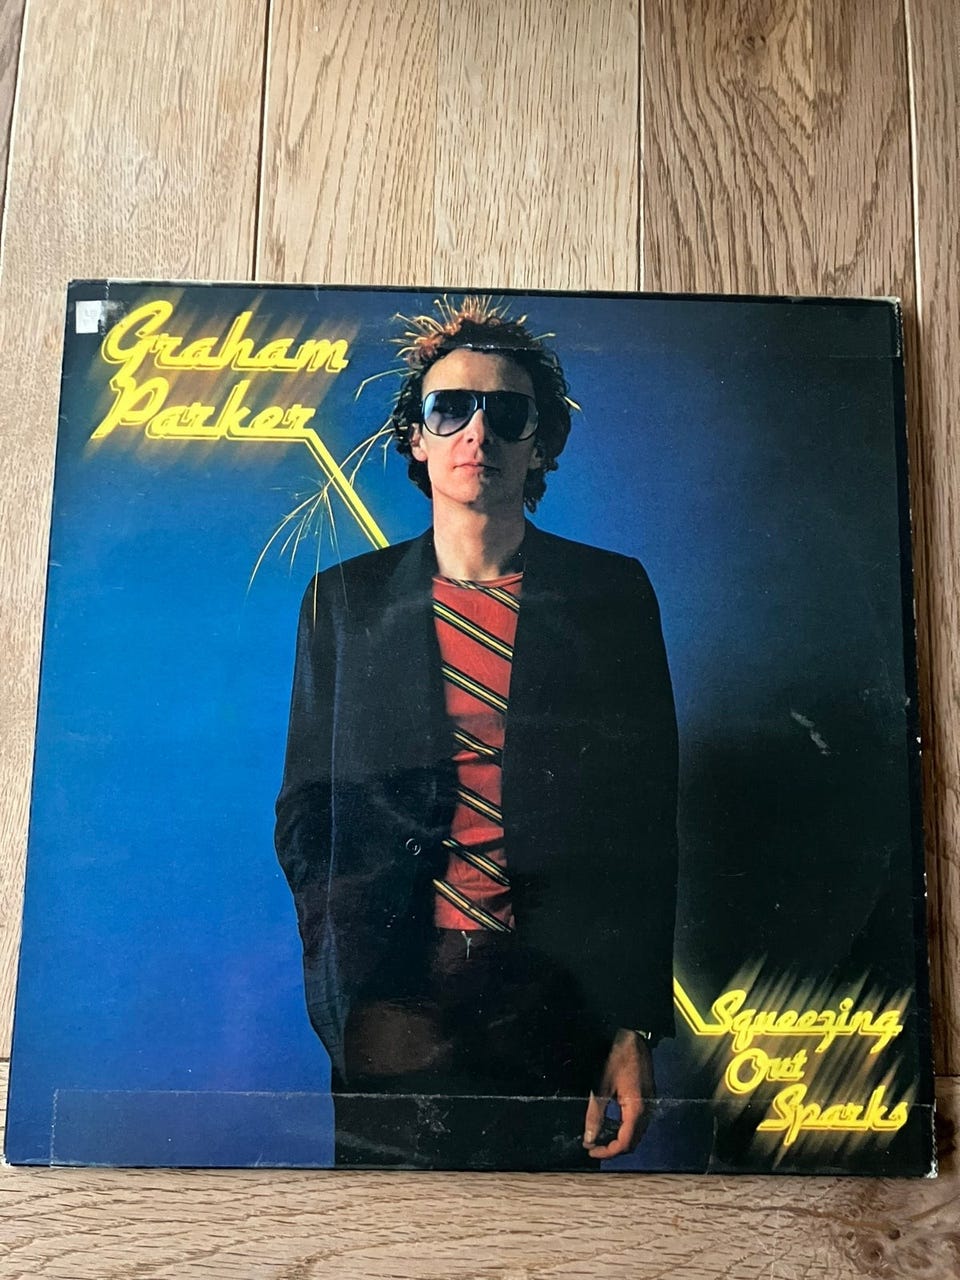 Graham
Parker
Squeezing
Out
Sparks